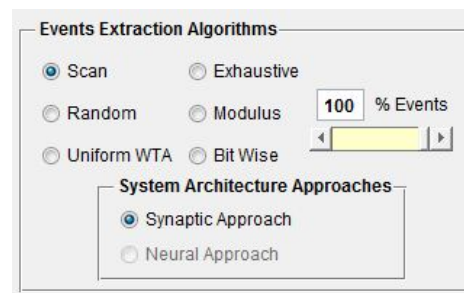 Events Extraction Algorithms
Scan Exhaustive
Random Modulus 100 % Events
Uniform WTA Bit Wise
System Architecture Approaches
Synaptic Approach
Neural Approach